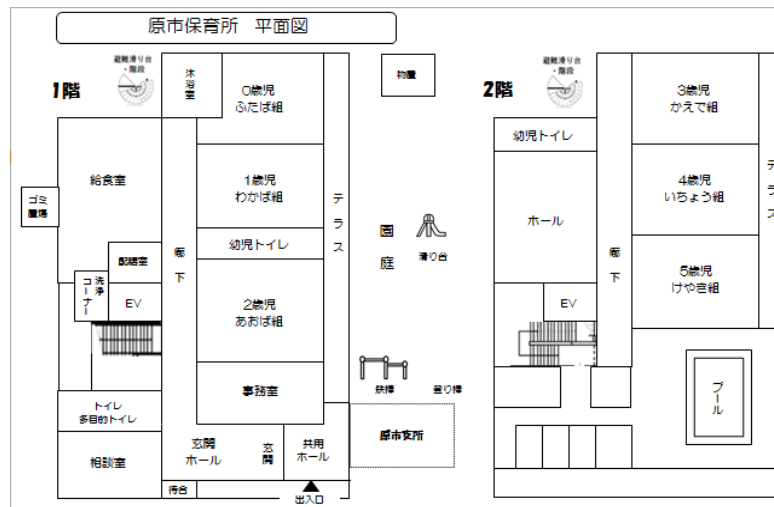 原市保育所 平面図
1階
避難滑り台
・階段
沐浴室
0歳児
ふたば組
物置
2階
避難滑り台
・階段
3歳児
かえで組
幼児トイレ
給食室
1歳児
わかば組
テラス
ゴミ
置場
廊下
園庭
滑り台
ホール
4歳児
いちょう組
テラス
幼児トイレ
配膳室
洗浄
コーナー
EV
2歳児
あおば組
廊下
5歳児
けやき組
EV
事務室
鉄棒
登り棒
プール
トイレ
多目的トイレ
相談室
玄関
ホール
玄関
共用
ホール
原市支所
待合
出入口